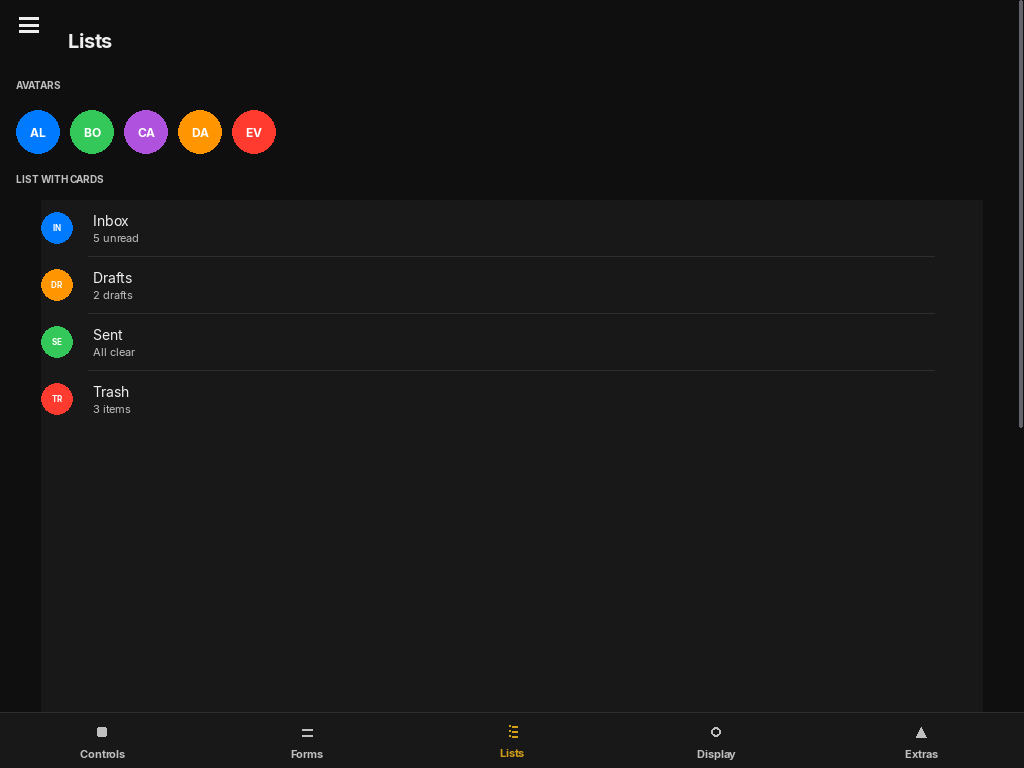 Lists
AVATARS
AL BO CA DA EV
LIST WITH CARDS
IN
Inbox
5 unread
DR
Drafts
2 drafts
SE
Sent
All clear
TR
Trash
3 items
Controls Forms Lists Display Extras